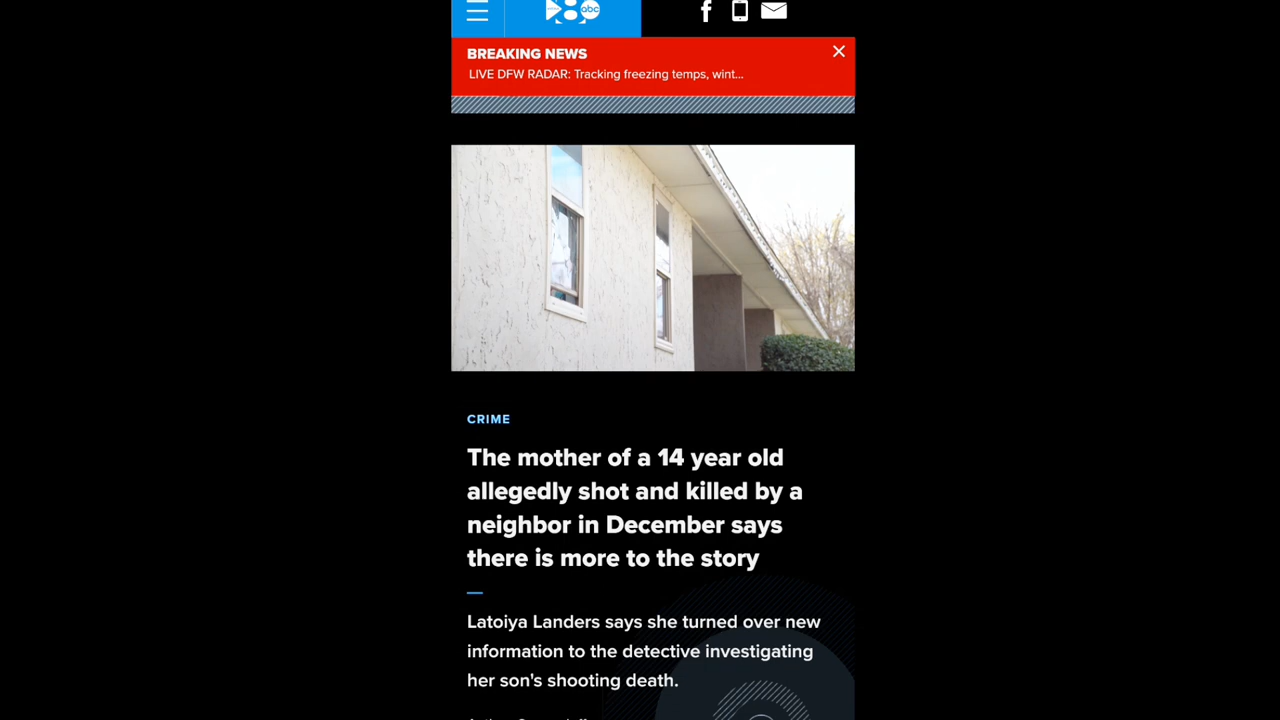 8 abc
BREAKING NEWS
LIVE DFW RADAR: Tracking freezing temps, wint...
CRIME
The mother of a 14 year old
allegedly shot and killed by a
neighbor in December says
there is more to the story
Latoiya Landers says she turned over new
information to the detective investigating
her son's shooting death.